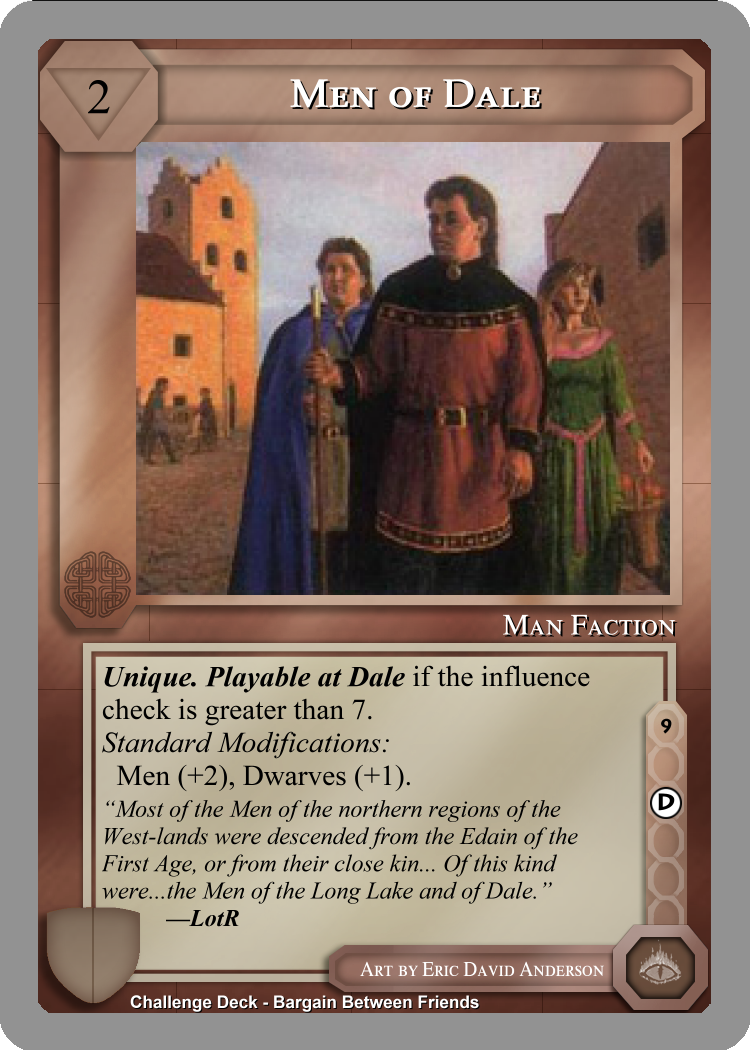 2
Men of Dale
Man Faction
Unique. Playable at Dale if the influence
check is greater than 7.
Standard Modifications:
Men (+2), Dwarves (+1).
“Most of the Men of the northern regions of the
West-lands were descended from the Edain of the
First Age, or from their close kin... Of this kind
were...the Men of the Long Lake and of Dale.”
—LotR
9
D
Art by Eric David Anderson
Challenge Deck - Bargain Between Friends